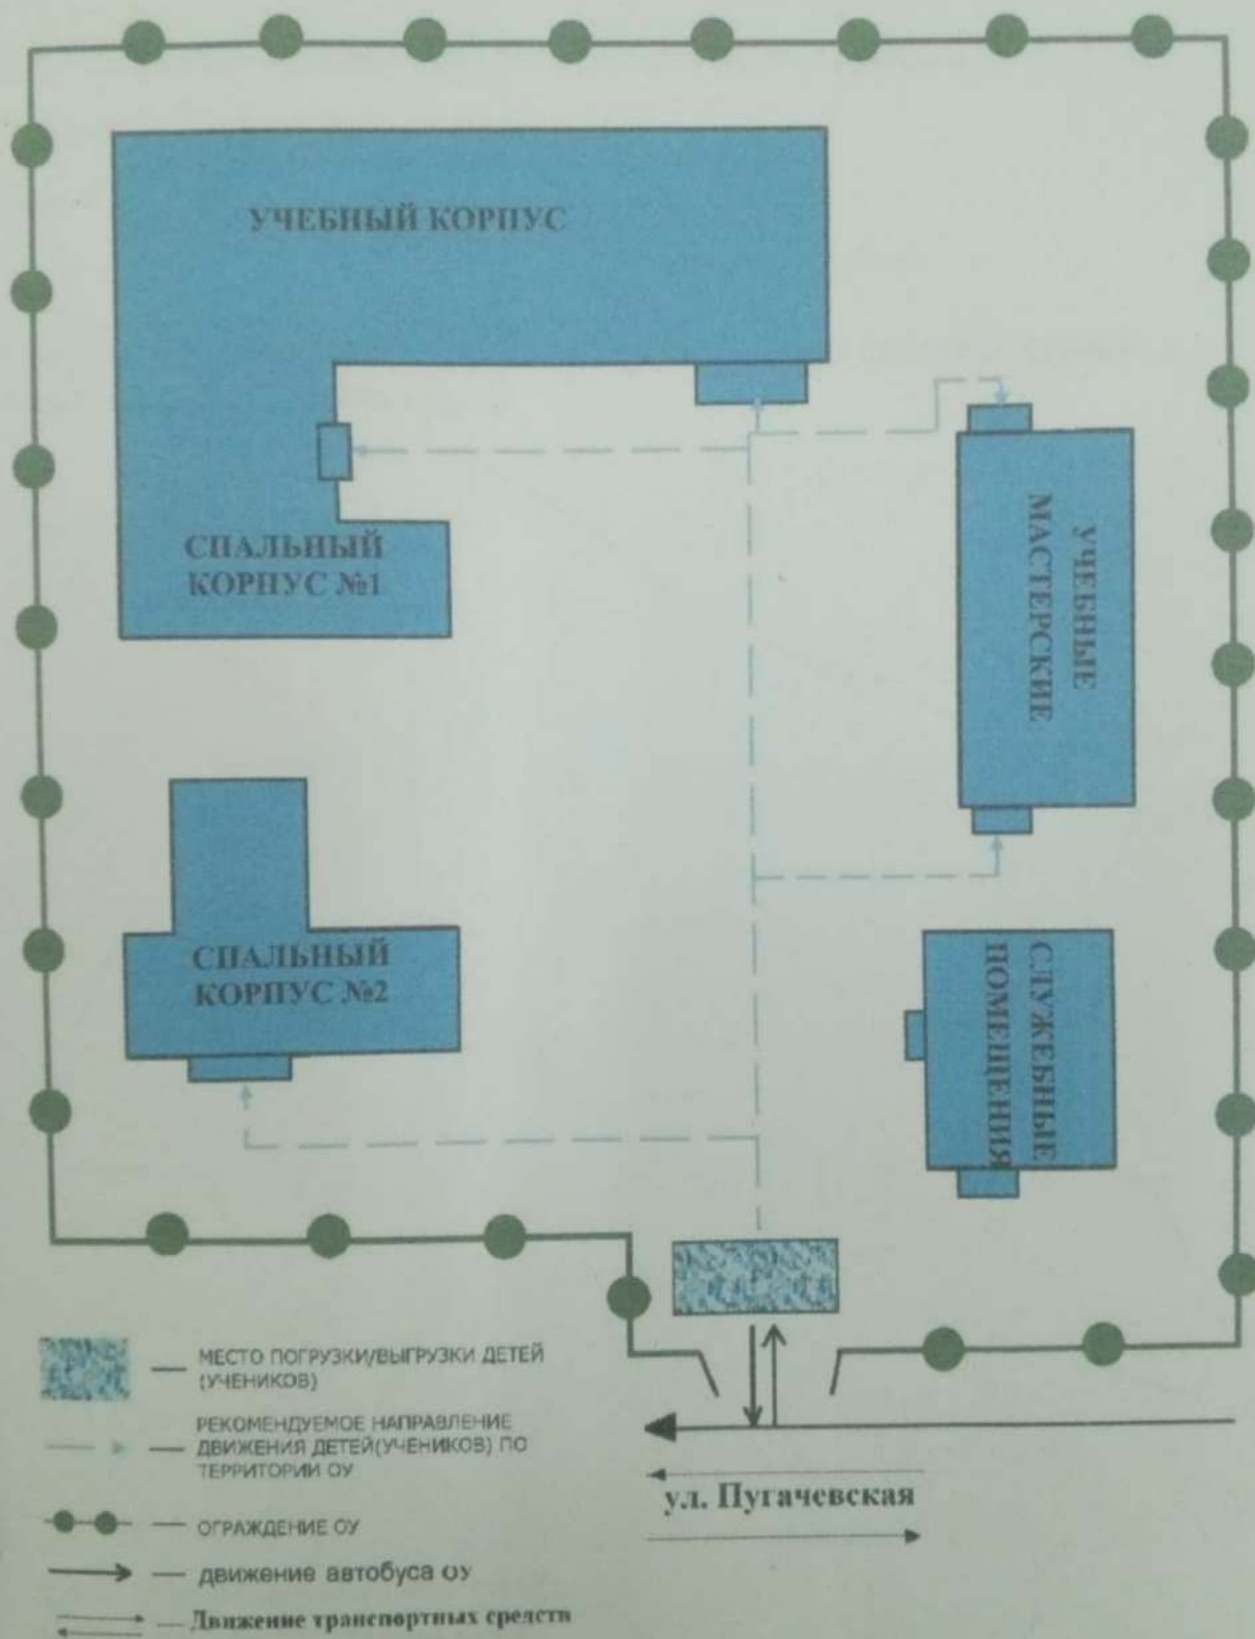 УЧЕБНЫЙ КОРПУС
СПАЛЬНЫЙ
КОРПУС №1
УЧЕБНЫЕ
МАСТЕРСКИЕ
СПАЛЬНЫЙ
КОРПУС №2
СЛУЖЕБНЫЕ
ПОМЕЩЕНИЯ
— МЕСТО ПОГРУЗКИ/ВЫГРУЗКИ ДЕТЕЙ
(УЧЕНИКОВ)
РЕКОМЕНДУЕМОЕ НАПРАВЛЕНИЕ
— ДВИЖЕНИЯ ДЕТЕЙ(УЧЕНИКОВ) ПО
ТЕРРИТОРИИ ОУ
— ОГРАЖДЕНИЕ ОУ
— движение автобуса ОУ
— Движение транспортных средств
ул. Пугачевская